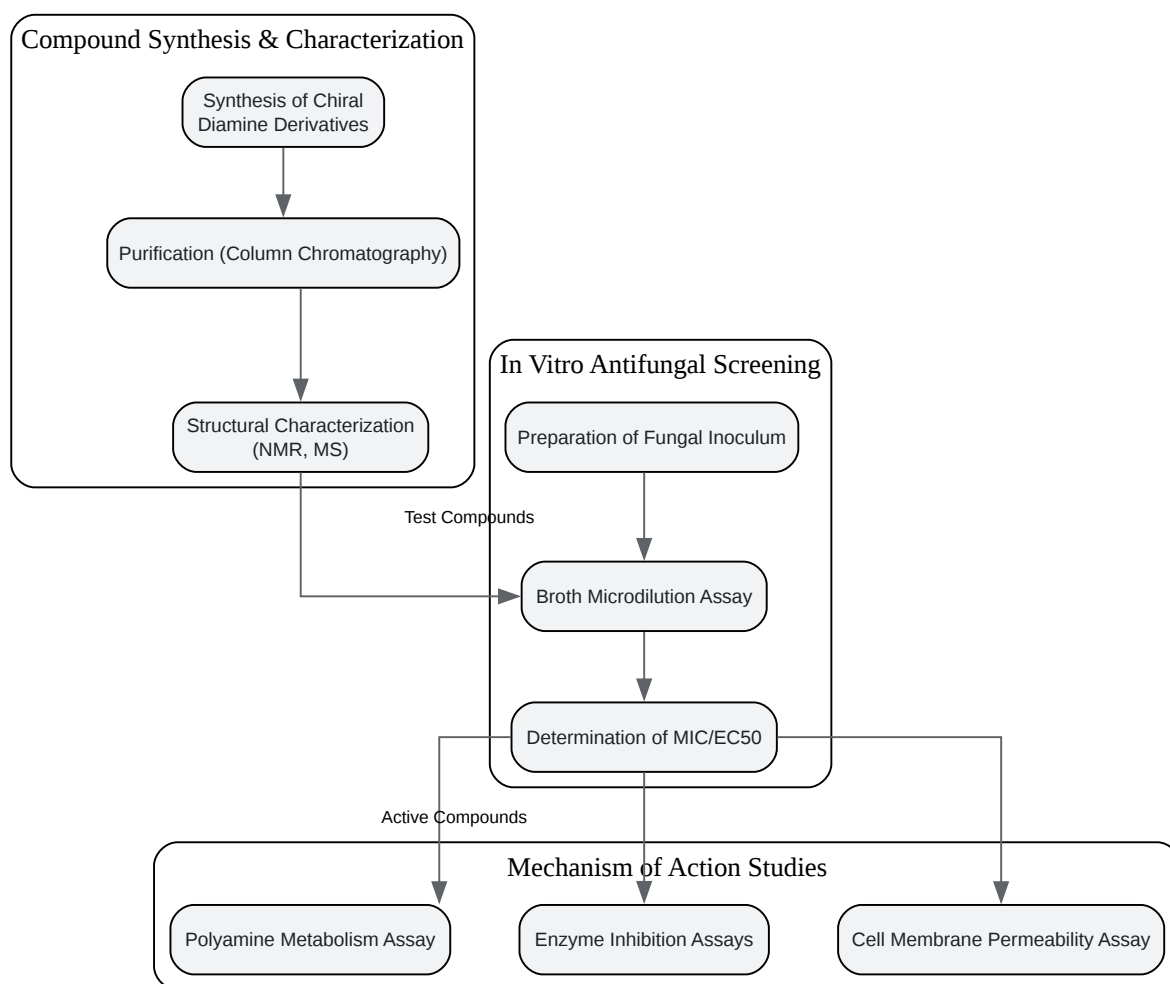 Compound Synthesis & Characterization
Synthesis of Chiral
Diamine Derivatives
Purification (Column Chromatography)
Structural Characterization
(NMR, MS)
In Vitro Antifungal Screening
Preparation of Fungal Inoculum
Test Compounds
Broth Microdilution Assay
Determination of MIC/EC50
Active Compounds
Mechanism of Action Studies
Polyamine Metabolism Assay
Enzyme Inhibition Assays
Cell Membrane Permeability Assay